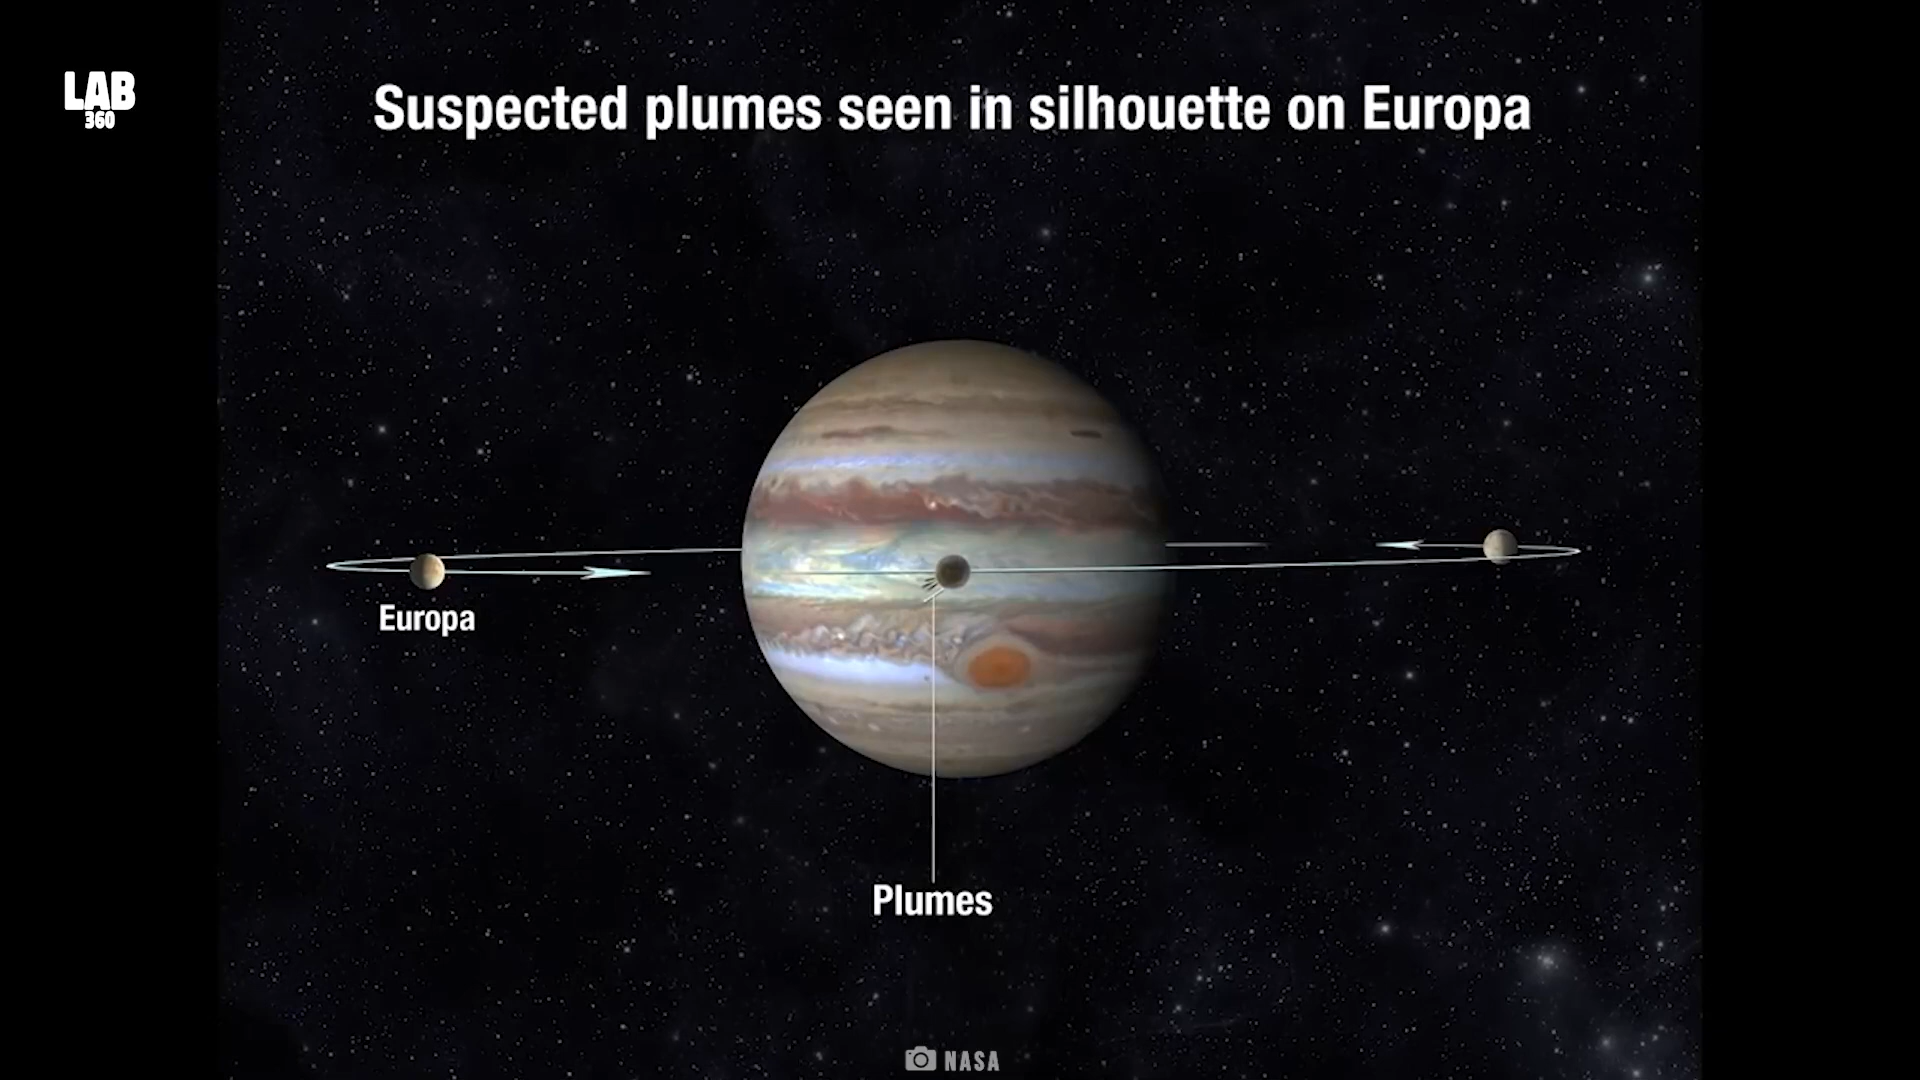 LAB
360
Suspected plumes seen in silhouette on Europa
Europa
Plumes
NASA